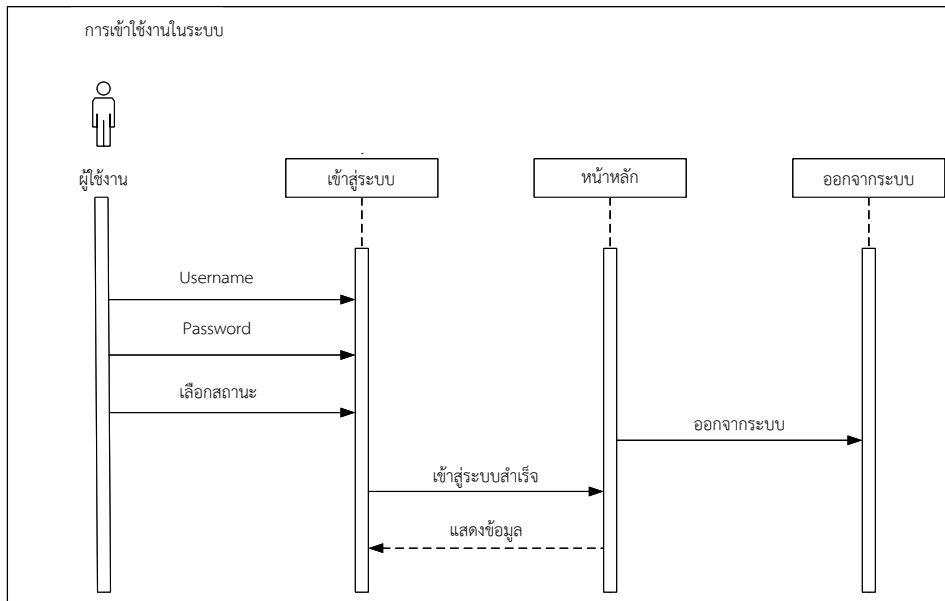 การเข้าใช้งานในระบบ
ผู้ใช้งาน
เข้าสู่ระบบ
หน้าหลัก
ออกจากระบบ
Username
Password
เลือกสถานะ
ออกจากระบบ
เข้าสู่ระบบสำเร็จ
แสดงข้อมูล